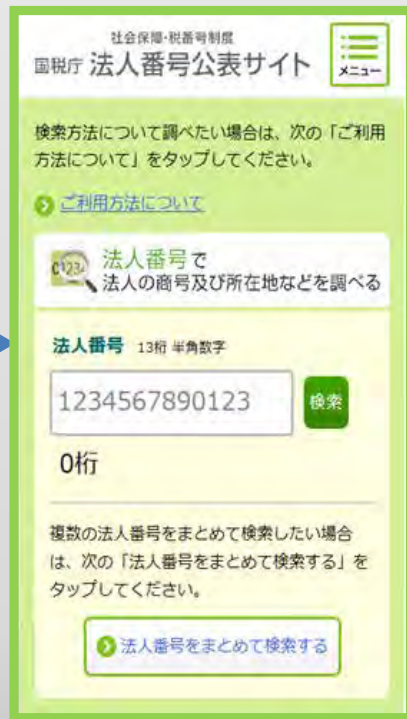 社会保障・税番号制度
国税庁 法人番号公表サイト
メニュー
検索方法について調べたい場合は、次の「ご利用
方法について」をタップしてください。
ご利用方法について
0123
法人番号で
法人の商号及び所在地などを調べる
法人番号 13桁 半角数字
1234567890123
検索
0桁
複数の法人番号をまとめて検索したい場合
は、次の「法人番号をまとめて検索する」を
タップしてください。
法人番号をまとめて検索する